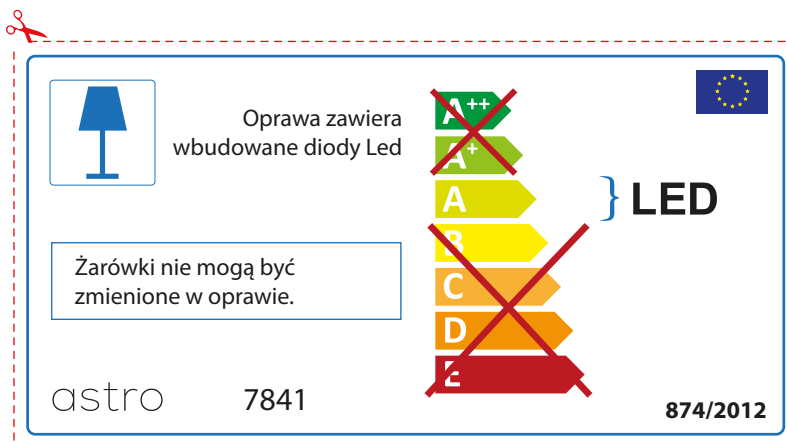 Oprawa zawiera
wbudowane diody Led
A++
A+
A
B
C
D
E
LED
Żarówki nie mogą być
zmienione w oprawie.
astro 7841
874/2012